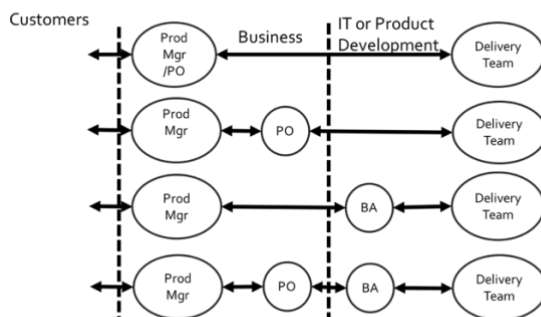 Customers
Business
IT or Product
Development
Prod
Mgr
/PO
Delivery
Team
Prod
Mgr
PO
Delivery
Team
Prod
Mgr
BA
Delivery
Team
Prod
Mgr
PO
BA
Delivery
Team